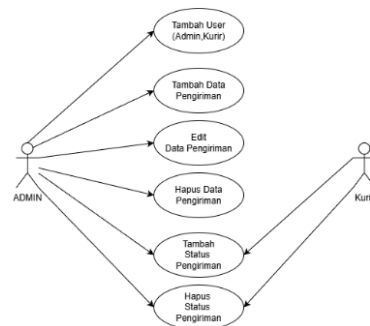 Tambah User
(Admin,Kurir)
Tambah Data
Pengiriman
Edit
Data Pengiriman
Hapus Data
Pengiriman
ADMIN
Kuri
Tambah
Status
Pengiriman
Hapus
Status
Pengiriman